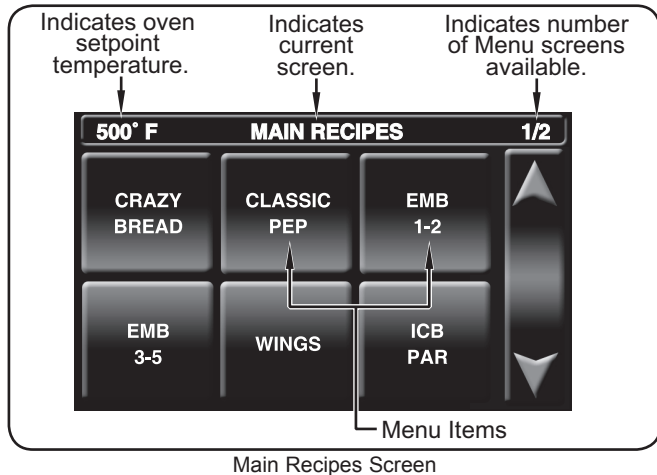 Indicates oven
setpoint
temperature.
Indicates
current
screen.
Indicates number
of Menu screens
available.
500° F MAIN RECIPES 1/2
CRAZY
BREAD
CLASSIC
PEP
EMB
1-2
EMB
3-5
WINGS
ICB
PAR
Menu Items
Main Recipes Screen